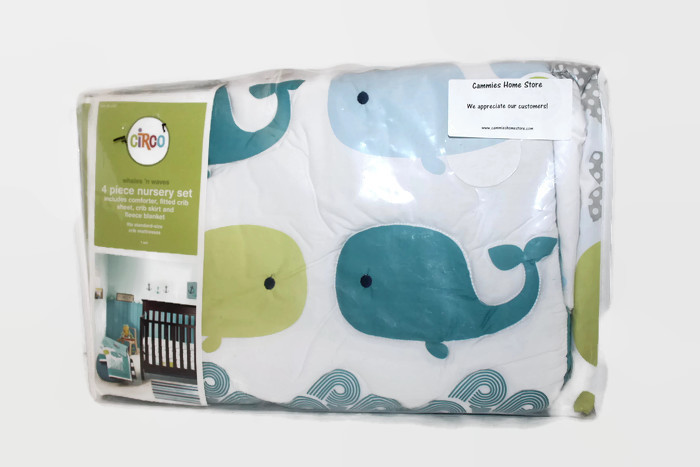 CIRCO
whales 'n waves
4 piece nursery set
includes comforter, fitted crib
sheet, crib skirt and
fleece blanket
fits standard-size
crib mattresses
Cammies Home Store
We appreciate our customers!
www.cammieshomestore.com